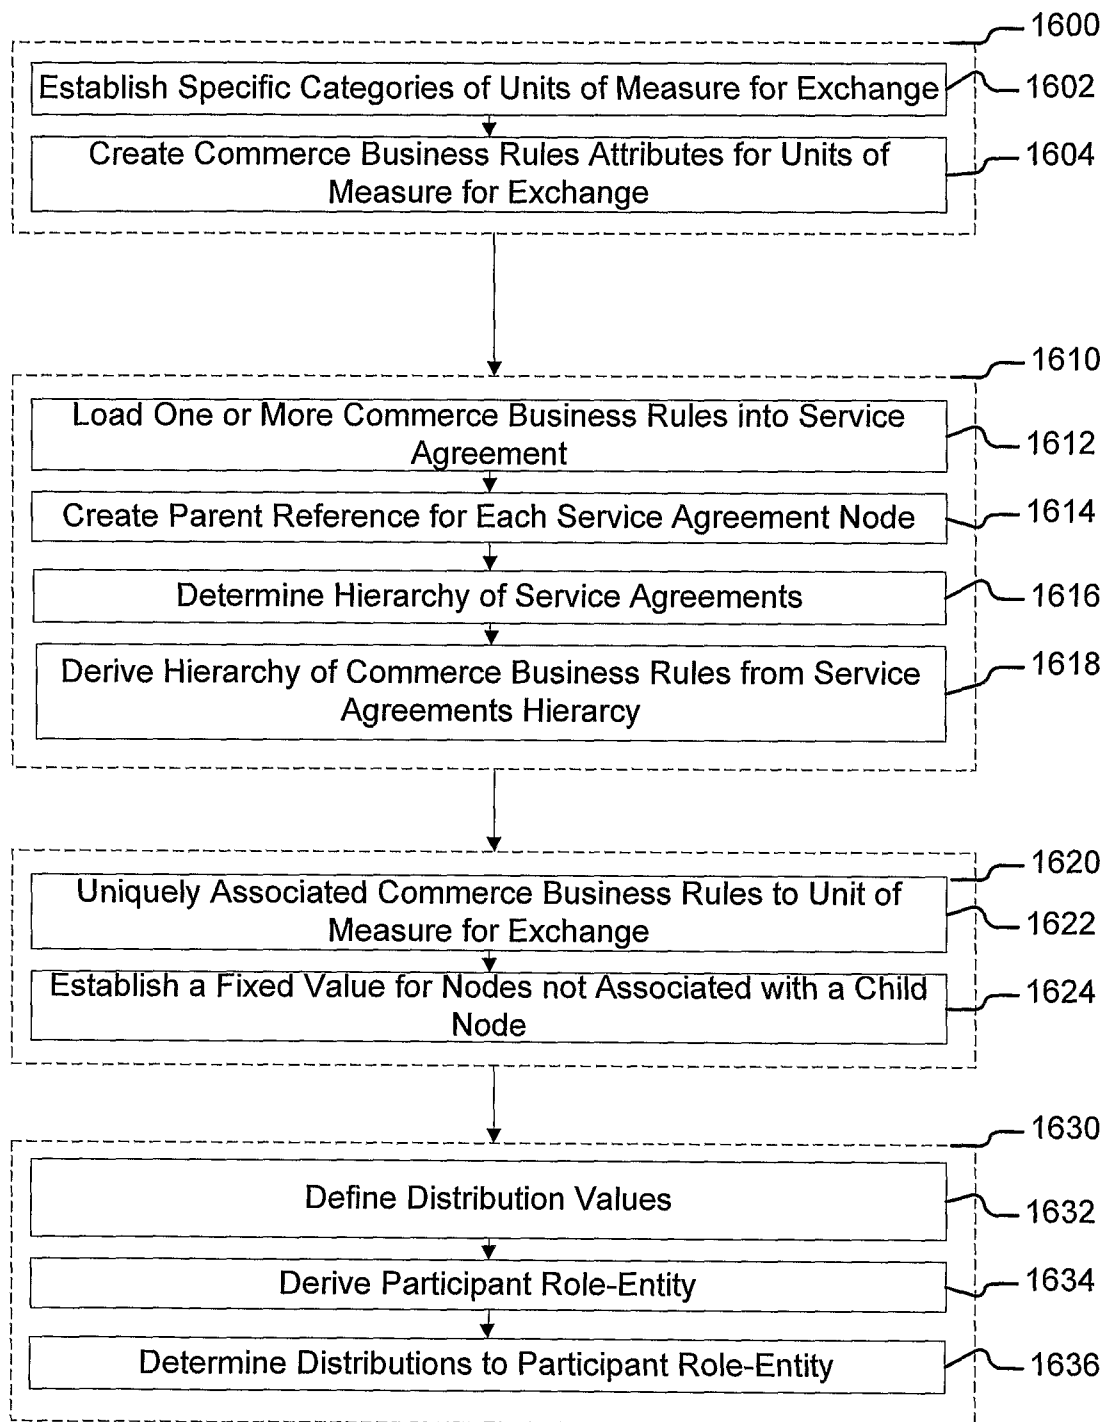 1600
Establish Specific Categories of Units of Measure for Exchange
1602
Create Commerce Business Rules Attributes for Units of
Measure for Exchange
1604
1610
Load One or More Commerce Business Rules into Service
Agreement
1612
Create Parent Reference for Each Service Agreement Node
1614
Determine Hierarchy of Service Agreements
1616
Derive Hierarchy of Commerce Business Rules from Service
Agreements Hierarcy
1618
1620
Uniquely Associated Commerce Business Rules to Unit of
Measure for Exchange
1622
Establish a Fixed Value for Nodes not Associated with a Child
Node
1624
1630
Define Distribution Values
1632
Derive Participant Role-Entity
1634
Determine Distributions to Participant Role-Entity
1636